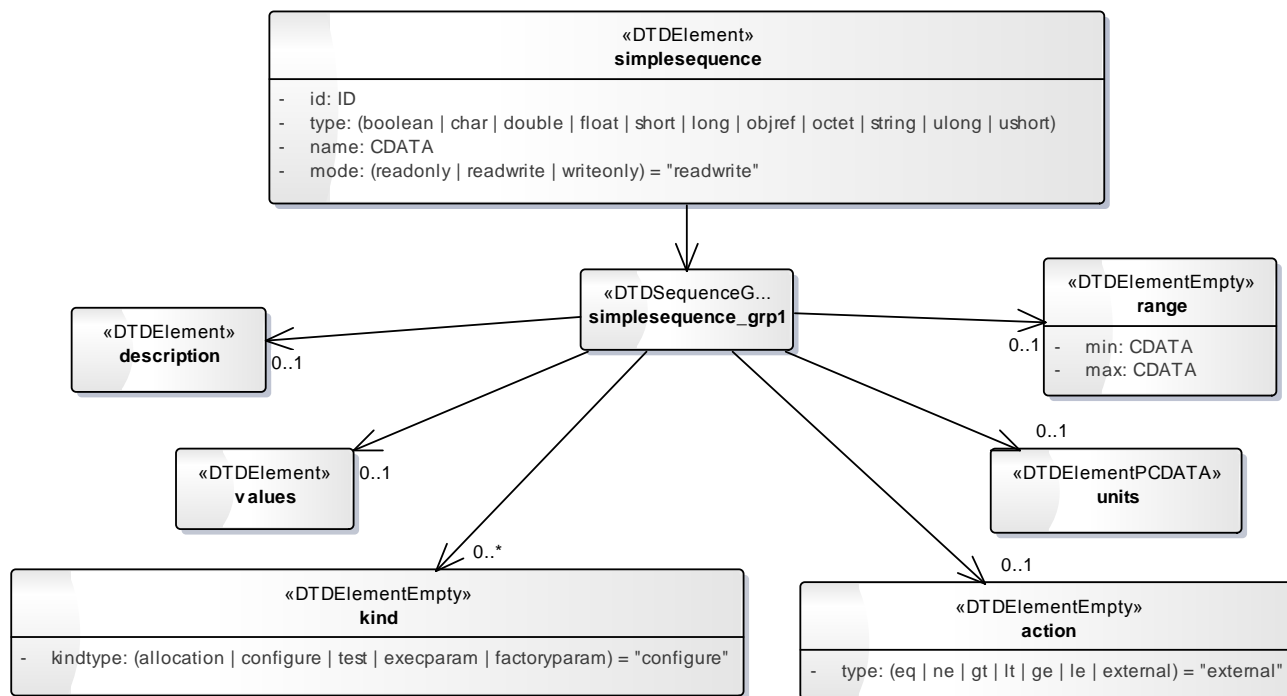 «DTDElement»
simplesequence
- id: ID
- type: (boolean | char | double | float | short | long | objref | octet | string | ulong | ushort)
- name: CDATA
- mode: (readonly | readwrite | writeonly) = "readwrite"
«DTDSequenceG...
simplesequence_grp1
«DTDElementEmpty»
range
- min: CDATA
- max: CDATA
0..1
«DTDElement»
description
0..1
«DTDElement»
values
0..1
0..1
«DTDElementPCDATA»
units
0..*
«DTDElementEmpty»
kind
- kindtype: (allocation | configure | test | execparam | factoryparam) = "configure"
0..1
«DTDElementEmpty»
action
- type: (eq | ne | gt | lt | ge | le | external) = "external"